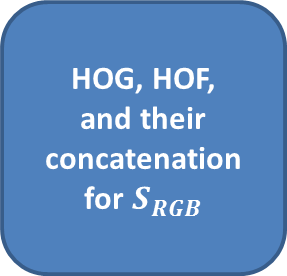 HOG, HOF,
and their
concatenation
for S_RGB